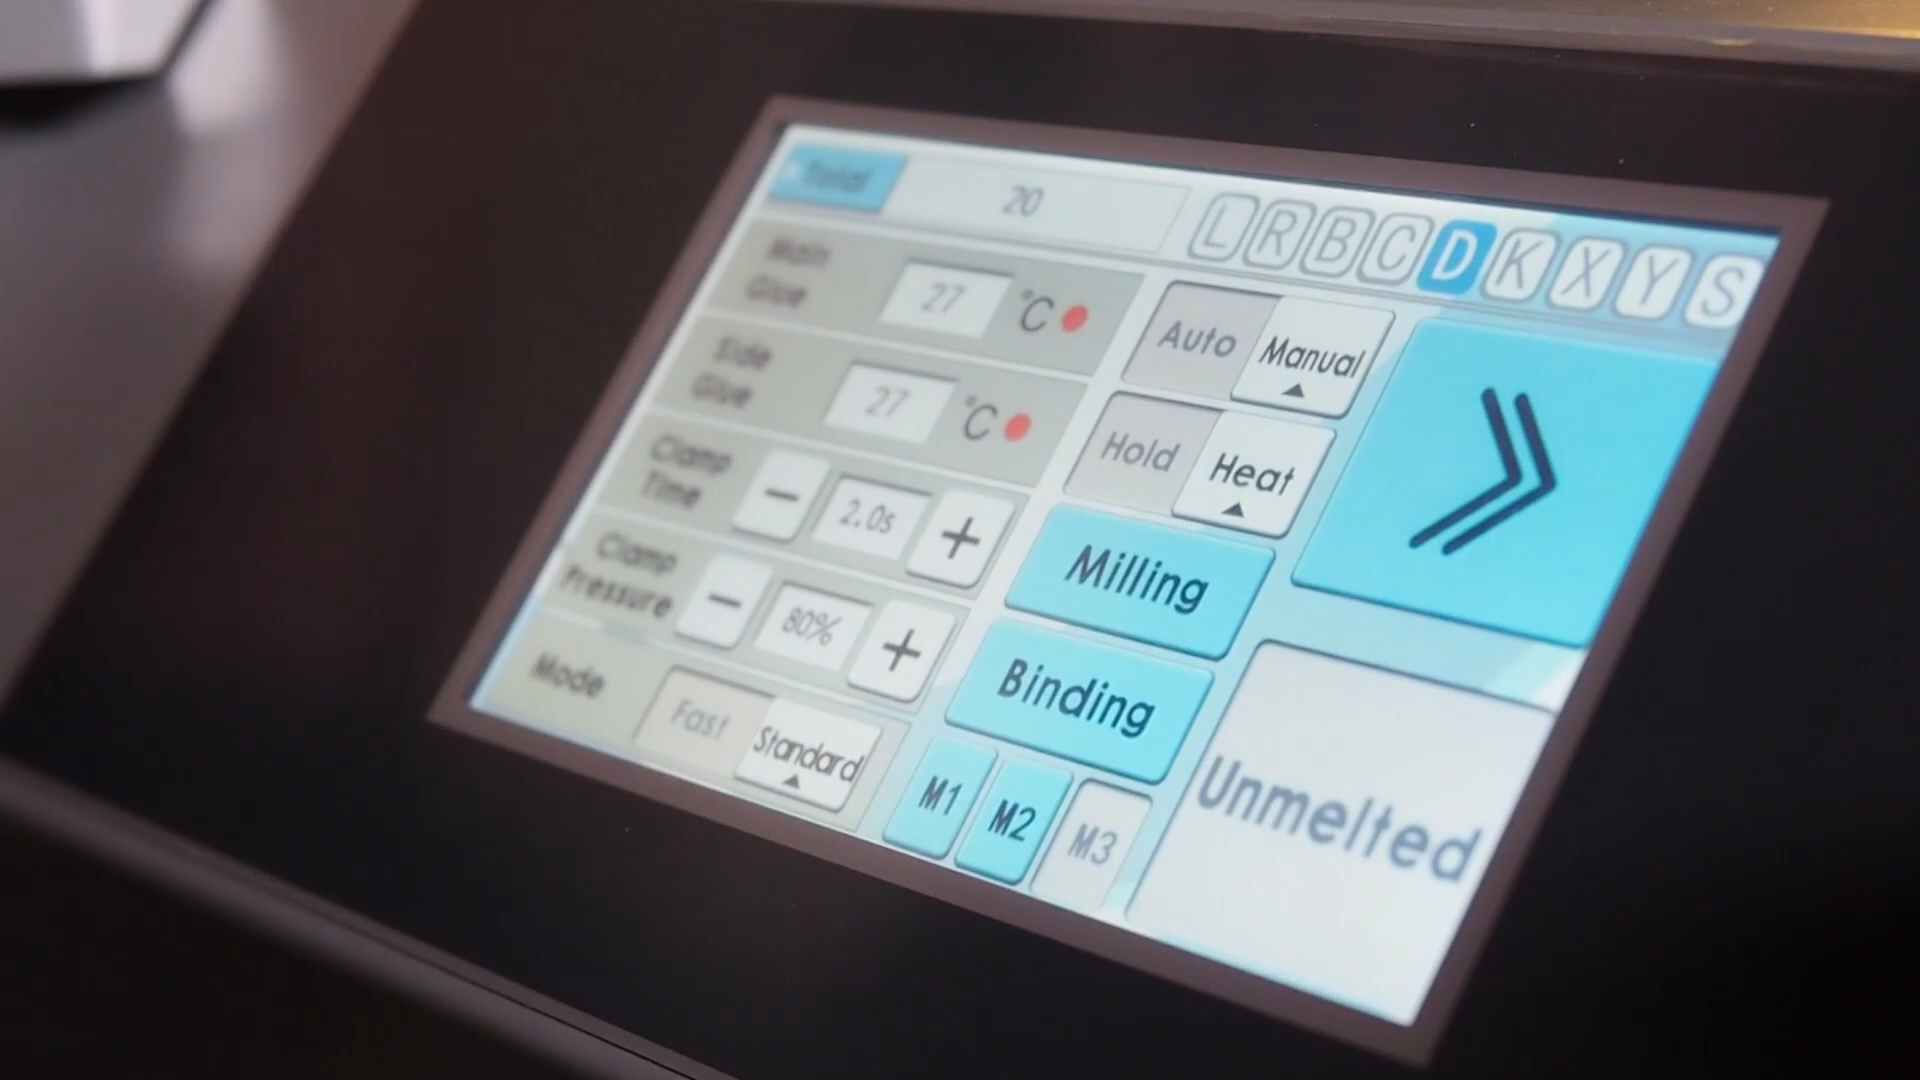 Total 20 L R B C D K X Y S
Main
Glue
27 °C
Auto Manual
Side
Glue
27 °C
Hold Heat
Clamp
Time
− 2.0s +
Milling
Clamp
Pressure
− 80% +
Binding
Mode
Fast Standard
M1 M2 M3
Unmelted